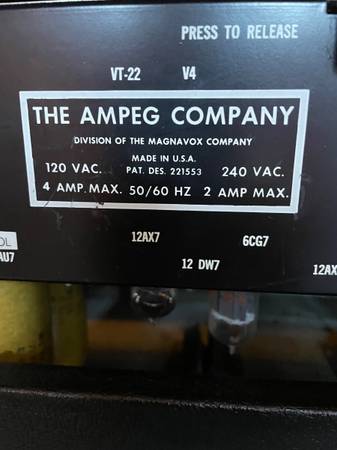 PRESS TO RELEASE
VT-22 V4
THE AMPEG COMPANY
DIVISION OF THE MAGNAVOX COMPANY
MADE IN U.S.A.
120 VAC. PAT. DES. 221553 240 VAC.
4 AMP. MAX. 50/60 HZ 2 AMP MAX.
12AX7 6CG7
12 DW7